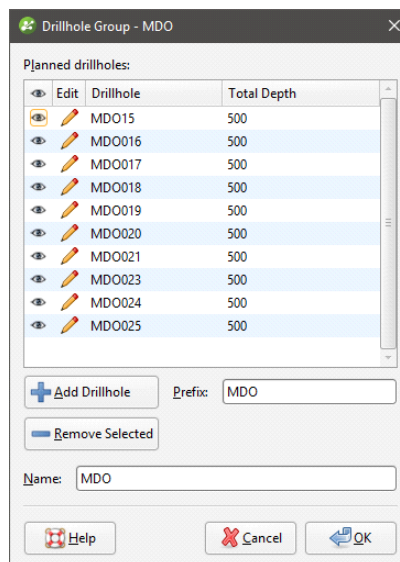 Drillhole Group - MDO
Planned drillholes:
Edit Drillhole Total Depth
MDO15 500
MDO016 500
MDO017 500
MDO018 500
MDO019 500
MDO020 500
MDO021 500
MDO023 500
MDO024 500
MDO025 500
Add Drillhole Prefix: MDO
Remove Selected
Name: MDO
Help Cancel OK